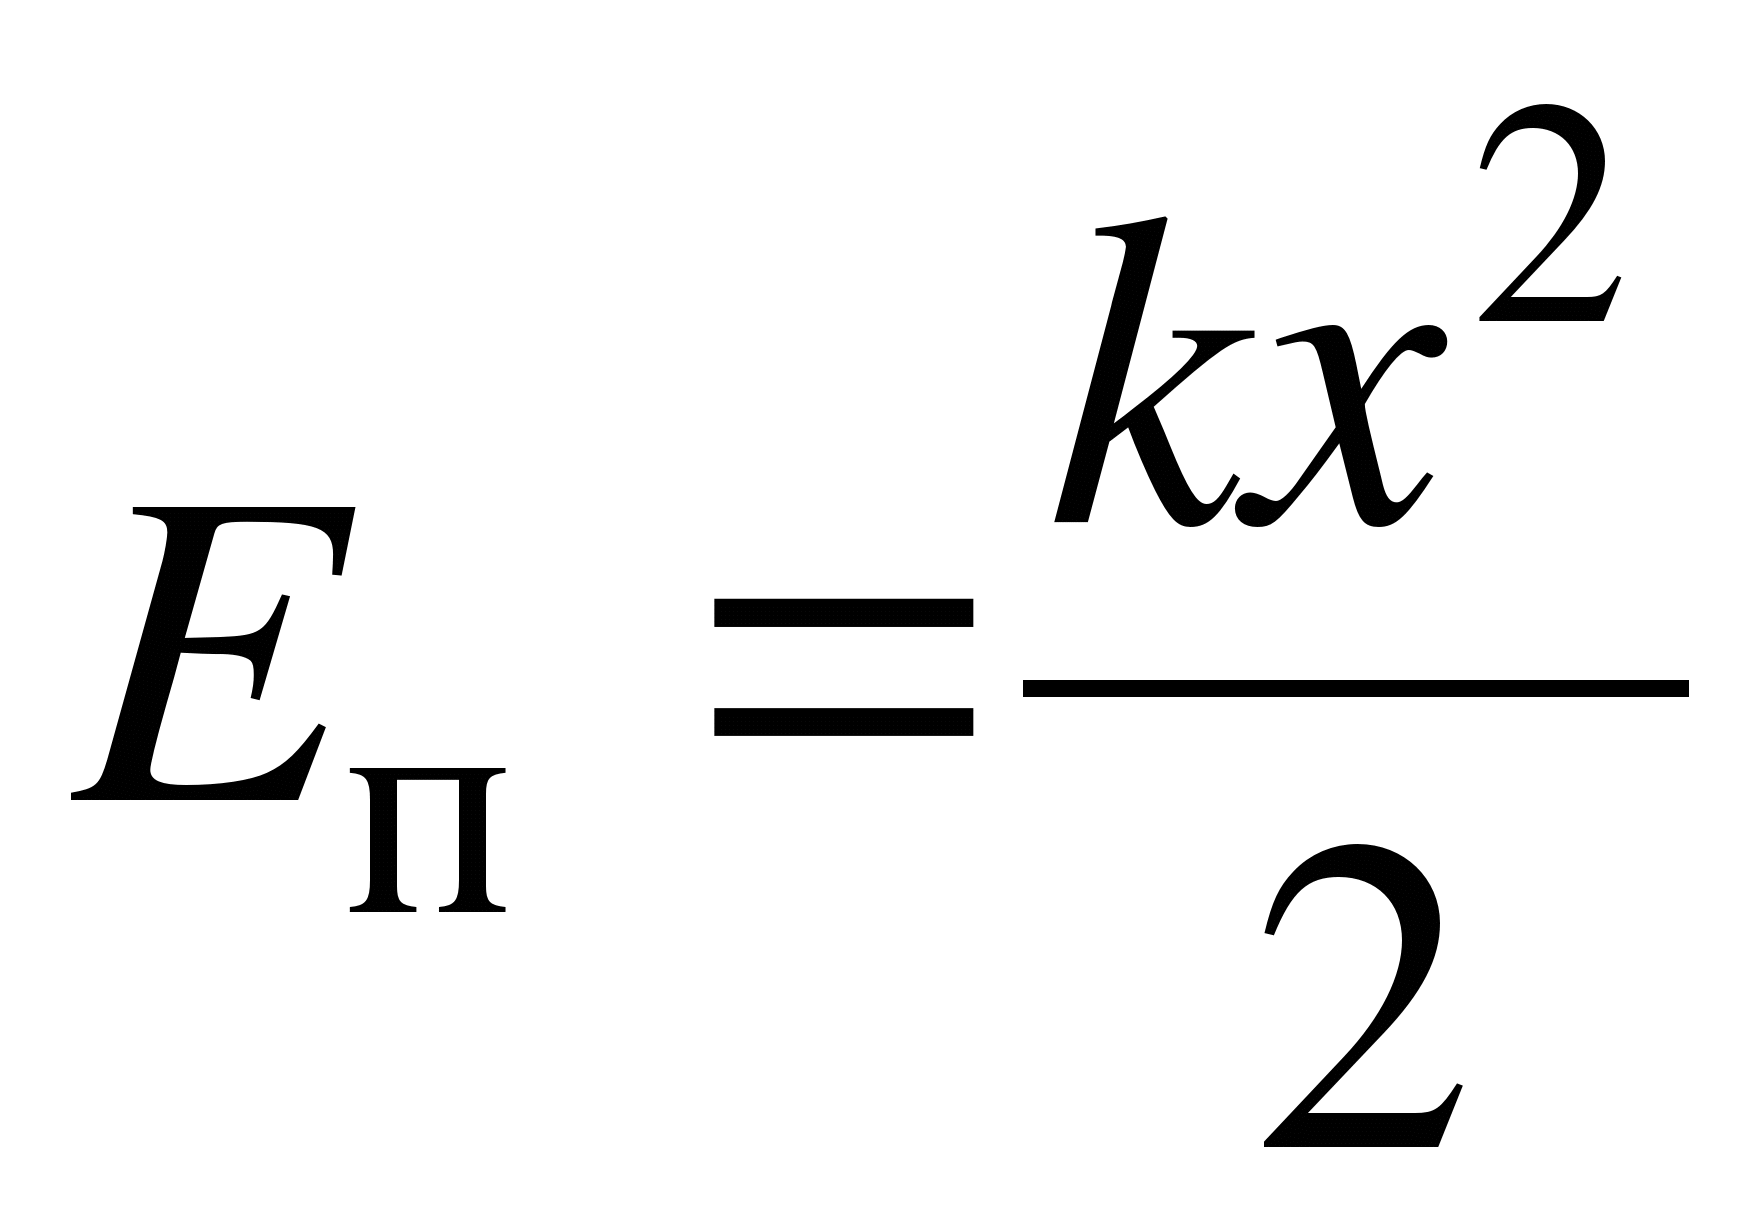 Eп = kx²/2